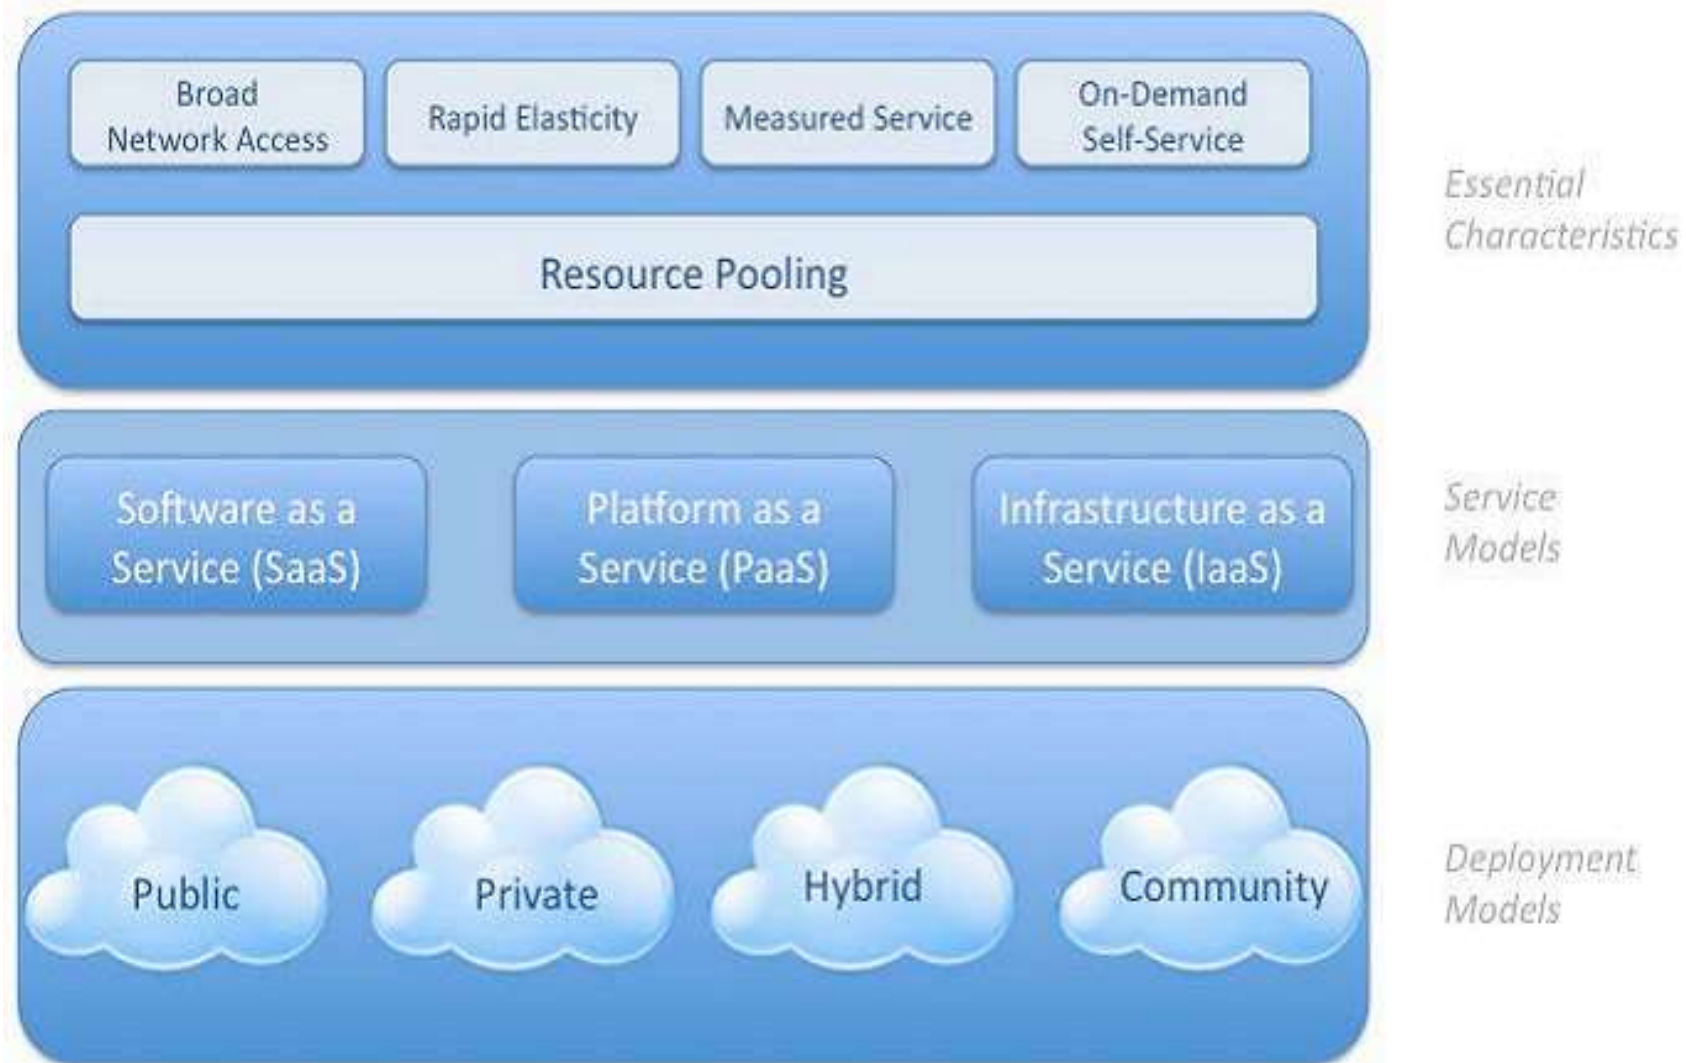 Broad
Network Access
Rapid Elasticity
Measured Service
On-Demand
Self-Service
Resource Pooling
Essential
Characteristics
Software as a
Service (SaaS)
Platform as a
Service (PaaS)
Infrastructure as a
Service (IaaS)
Service
Models
Public
Private
Hybrid
Community
Deployment
Models